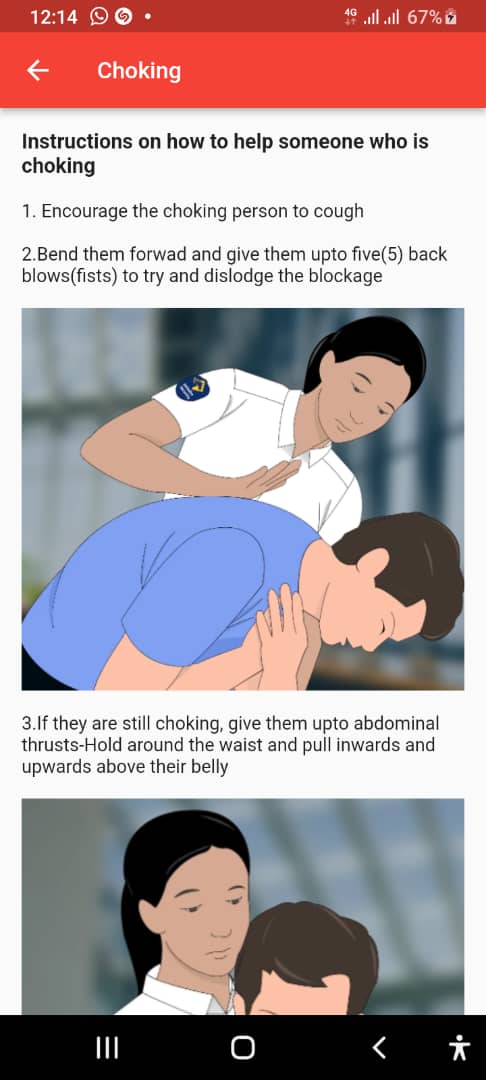 12:14
4G 67%
Choking
Instructions on how to help someone who is
choking
1. Encourage the choking person to cough
2.Bend them forwad and give them upto five(5) back
blows(fists) to try and dislodge the blockage
3.If they are still choking, give them upto abdominal
thrusts-Hold around the waist and pull inwards and
upwards above their belly